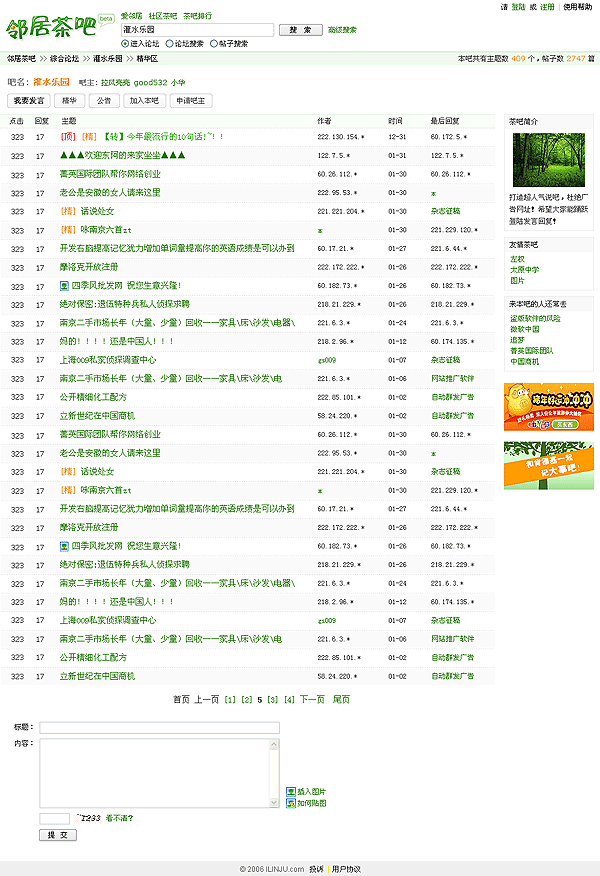 请 登陆 或 注册 | 使用帮助
邻居茶吧 beta
爱邻居 社区茶吧 茶吧排行
灌水乐园 搜 索 高级搜索
进入论坛 论坛搜索 帖子搜索
邻居茶吧 >> 综合论坛 >> 灌水乐园 >> 精华区 本吧共有主题数 409 个，帖子数 2747 篇
吧名：灌水乐园 吧主：拉风亮亮 good532 小华
我要发言 精华 公告 加入本吧 申请吧主
点击 回复 主题 作者 时间 最后回复
323 17 [顶] [精] 【转】今年最流行的10句话!~！！ 222.130.154.* 12-31 60.172.5.*
323 17 ▲▲▲欢迎东阿的来家坐坐▲▲▲ 122.7.5.* 01-31 122.7.5.*
323 17 菁英国际团队帮你网络创业 60.26.112.* 01-30 60.26.112.*
323 17 老公是安徽的女人请来这里 222.95.53.* 01-30 *
323 17 [精] 话说处女 221.221.204.* 01-30 杂志征稿
323 17 [精] 咏南京六首zt * 01-30 221.229.120.*
323 17 开发右脑提高记忆犹力增加单词量提高你的英语成绩是可以办到 60.17.21.* 01-27 221.6.44.*
323 17 摩洛克开放注册 222.172.222.* 01-26 222.172.222.*
323 17 四季风批发网 祝您生意兴隆! 60.182.73.* 01-26 60.182.73.*
323 17 绝对保密:退伍特种兵私人侦探求聘 218.21.229.* 01-26 218.21.229.*
323 17 南京二手市场长年（大量、少量）回收一一家具\床\沙发\电器\ 221.6.3.* 01-24 221.6.3.*
323 17 妈的！！！！还是中国人！！！ 218.2.96.* 01-12 60.174.135.*
323 17 上海009私家侦探调查中心 gs009 01-07 杂志征稿
323 17 南京二手市场长年（大量、少量）回收一一家具\床\沙发\电 221.6.3.* 01-06 网站推广软件
323 17 公开精细化工配方 222.85.101.* 01-02 自动群发广告
323 17 立新世纪在中国商机 58.24.220.* 01-02 自动群发广告
323 17 菁英国际团队帮你网络创业 60.26.112.* 01-30 60.26.112.*
323 17 老公是安徽的女人请来这里 222.95.53.* 01-30 *
323 17 [精] 话说处女 221.221.204.* 01-30 杂志征稿
323 17 [精] 咏南京六首zt * 01-30 221.229.120.*
323 17 开发右脑提高记忆犹力增加单词量提高你的英语成绩是可以办到 60.17.21.* 01-27 221.6.44.*
323 17 摩洛克开放注册 222.172.222.* 01-26 222.172.222.*
323 17 四季风批发网 祝您生意兴隆! 60.182.73.* 01-26 60.182.73.*
323 17 绝对保密:退伍特种兵私人侦探求聘 218.21.229.* 01-26 218.21.229.*
323 17 南京二手市场长年（大量、少量）回收一一家具\床\沙发\电器\ 221.6.3.* 01-24 221.6.3.*
323 17 妈的！！！！还是中国人！！！ 218.2.96.* 01-12 60.174.135.*
323 17 上海009私家侦探调查中心 gs009 01-07 杂志征稿
323 17 南京二手市场长年（大量、少量）回收一一家具\床\沙发\电 221.6.3.* 01-06 网站推广软件
323 17 公开精细化工配方 222.85.101.* 01-02 自动群发广告
323 17 立新世纪在中国商机 58.24.220.* 01-02 自动群发广告
首页 上一页 [1] [2] 5 [3] [4] 下一页 尾页
茶吧简介
打造超人气说吧，杜绝广
告网址! 希望大家能踊跃
登陆发言回复!
友情茶吧
左权
太原中学
图片
来本吧的人还常去
盗版软件的风险
微软中国
追梦
菁英国际团队
中国商机
猪年好运冲冲冲
和肯德基一起
大事吧!
标题：
内容：
插入图片
如何贴图
1233 看不清?
提 交
© 2006 ILINJU.com 投诉 | 用户协议